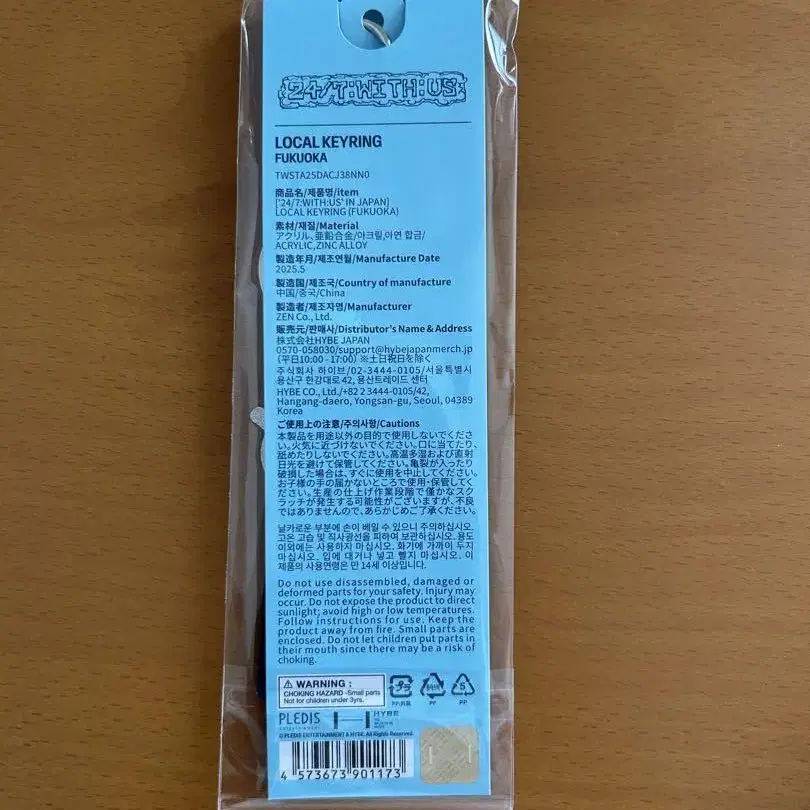 24/7:WITH:US
LOCAL KEYRING
FUKUOKA
TWSTA25DACJ38NN0
商品名/제품명/item
['24/7:WITH:US' IN JAPAN]
LOCAL KEYRING (FUKUOKA)
素材/재질/Material
アクリル、亜鉛合金/아크릴,아연 합금/
ACRYLIC,ZINC ALLOY
製造年月/제조연월/Manufacture Date
2025.5
製造国/제조국/Country of manufacture
中国/중국/China
製造者/제조자명/Manufacturer
ZEN Co., Ltd.
販売元/판매사/Distributor's Name & Address
株式会社HYBE JAPAN
0570-058030/support@hybejapanmerch.jp
(平日10:00 - 17:00) ※土日祝日を除く
주식회사 하이브/02-3444-0105/서울특별시
용산구 한강대로 42, 용산트레이드 센터
HYBE CO., Ltd./+82 2 3444-0105/42,
Hangang-daero, Yongsan-gu, Seoul, 04389
Korea
ご使用上の注意/주의사항/Cautions
本製品を用途以外の目的で使用しないでくださ
い。火気に近づけないでください。口に当てたり、
舐めたりしないでください。高温多湿および直射
日光を避けて保管してください。亀裂が入ったり
破損した場合は、すぐに使用を中止してください。
お子様の手の届かないところで使用・保管してく
ださい。生産の仕上げ作業段階で僅かなスク
ラッチが発生する可能性がございますが、不良
ではありませんので、あらかじめご了承ください。
날카로운 부분에 손이 베일 수 있으니 주의하십시오.
고온 고습 및 직사광선을 피하여 보관하십시오. 용도
이외에는 사용하지 마십시오. 화기에 가까이 두지
마십시오. 입에 대거나 넣고 빨지 마십시오. 이
제품의 사용연령은 만 14세 이상입니다.
Do not use disassembled, damaged or
deformed parts for your safety. Injury may
occur. Do not expose the product to direct
sunlight; avoid high or low temperatures.
Follow instructions for use. Keep the
product away from fire. Small parts are
enclosed. Do not let children put parts in
their mouth since there may be a risk of
choking.
WARNING :
CHOKING HAZARD -Small parts
Not for children under 3yrs.
プラ
PP:外装
PP
5
PP
PLEDIS
ENTERTAINMENT
HYBE
© PLEDIS ENTERTAINMENT & HYBE. All Rights Reserved.
4 573673 901173